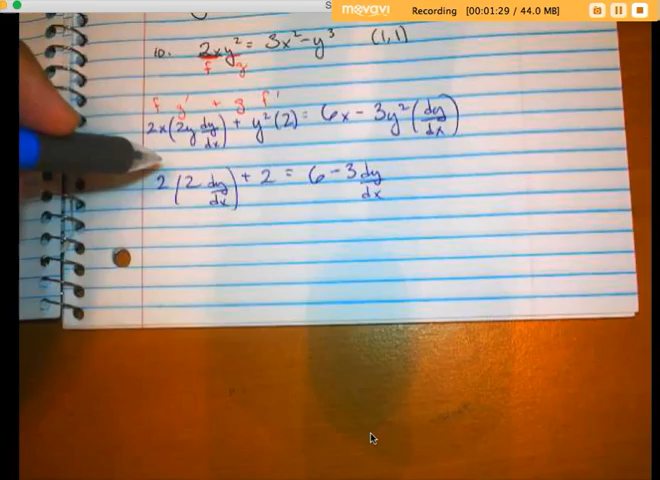 S
movavi
Recording | 00:01:29 / 44.0 MB
10. 2xy² = 3x² - y³ (1,1)
f g
f g' + g f'
2x(2y dy/dx) + y²(2) = 6x - 3y²(dy/dx)
2(2 dy/dx) + 2 = 6 - 3 dy/dx